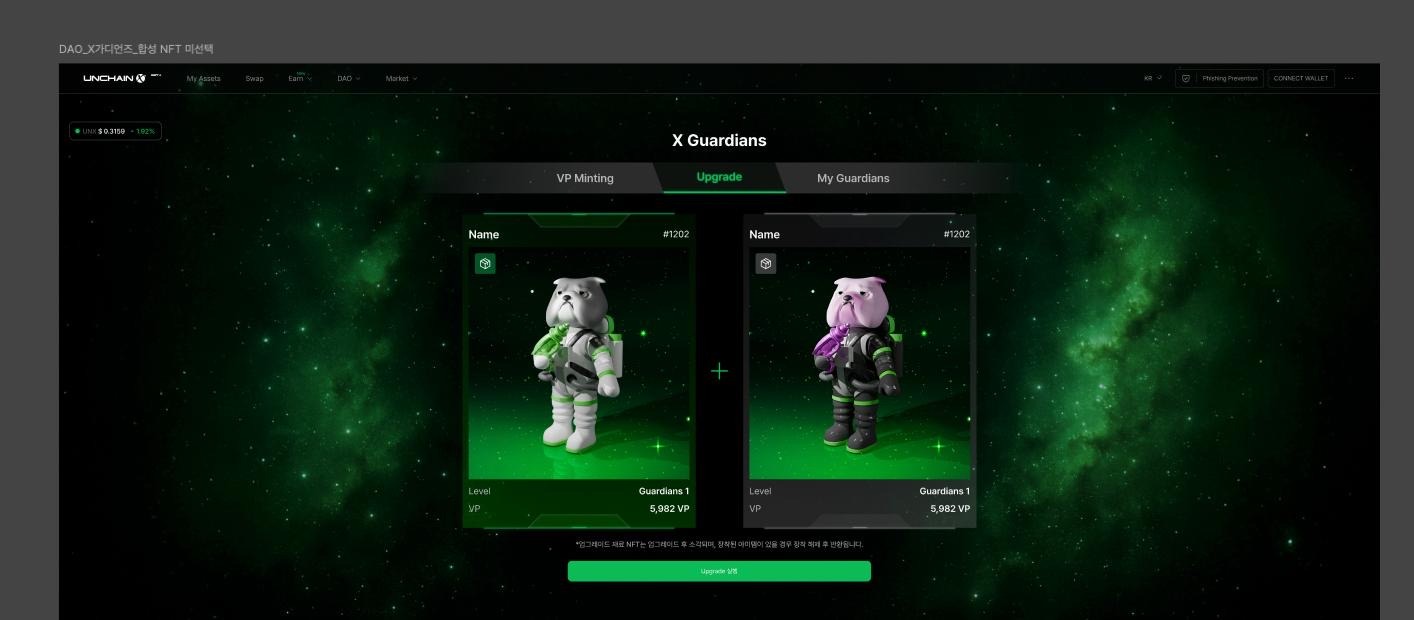 DAO_X가디언즈_합성 NFT 미선택
UNCHAIN X My Assets Swap Earn New DAO Market KR Phishing Prevention CONNECT WALLET ···
UNX $ 0.3159 - 1.92%
X Guardians
VP Minting Upgrade My Guardians
Name #1202
Name #1202
Level Guardians 1
VP 5,982 VP
Level Guardians 1
VP 5,982 VP
*업그레이드 재료 NFT는 업그레이드 후 소각되며, 장착된 아이템이 있을 경우 장착 해제 후 반환됩니다.
Upgrade 실행